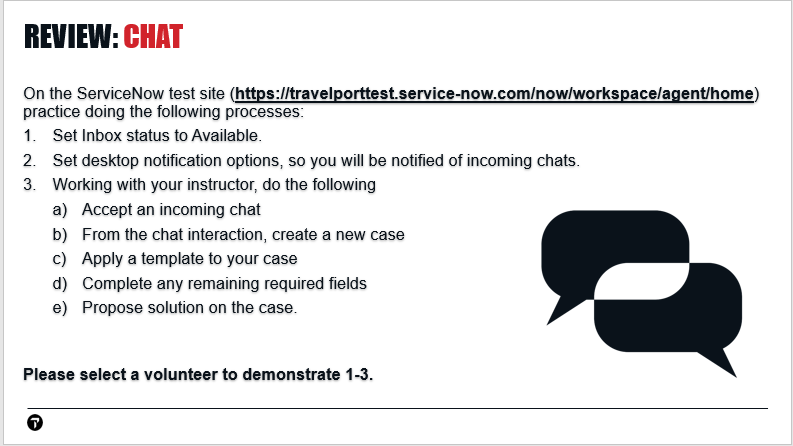 REVIEW: CHAT
On the ServiceNow test site (https://travelporttest.service-now.com/now/workspace/agent/home)
practice doing the following processes:
1. Set Inbox status to Available.
2. Set desktop notification options, so you will be notified of incoming chats.
3. Working with your instructor, do the following
a) Accept an incoming chat
b) From the chat interaction, create a new case
c) Apply a template to your case
d) Complete any remaining required fields
e) Propose solution on the case.
Please select a volunteer to demonstrate 1-3.